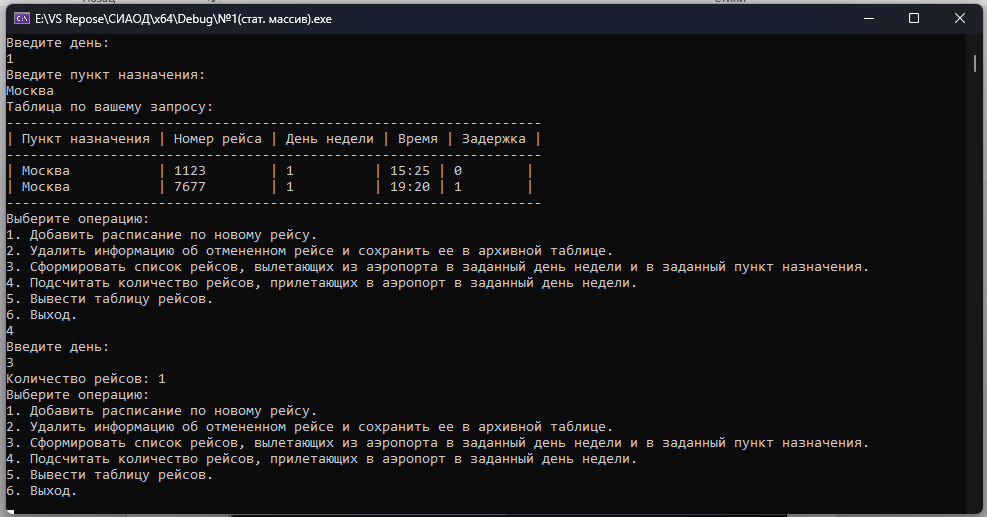 E:\VS Repose\СИАОД\x64\Debug\№1(стат. массив).exe
Введите день:
1
Введите пункт назначения:
Москва
Таблица по вашему запросу:
-------------------------------------------------------------------
| Пункт назначения | Номер рейса | День недели | Время | Задержка |
-------------------------------------------------------------------
| Москва | 1123 | 1 | 15:25 | 0 |
| Москва | 7677 | 1 | 19:20 | 1 |
-------------------------------------------------------------------
Выберите операцию:
1. Добавить расписание по новому рейсу.
2. Удалить информацию об отмененном рейсе и сохранить ее в архивной таблице.
3. Сформировать список рейсов, вылетающих из аэропорта в заданный день недели и в заданный пункт назначения.
4. Подсчитать количество рейсов, прилетающих в аэропорт в заданный день недели.
5. Вывести таблицу рейсов.
6. Выход.
4
Введите день:
3
Количество рейсов: 1
Выберите операцию:
1. Добавить расписание по новому рейсу.
2. Удалить информацию об отмененном рейсе и сохранить ее в архивной таблице.
3. Сформировать список рейсов, вылетающих из аэропорта в заданный день недели и в заданный пункт назначения.
4. Подсчитать количество рейсов, прилетающих в аэропорт в заданный день недели.
5. Вывести таблицу рейсов.
6. Выход.